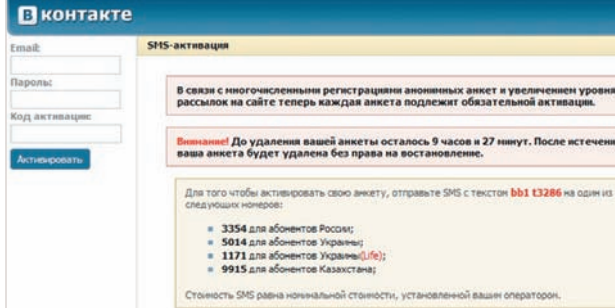 В контакте
Email:
SMS-активация
Пароль:
В связи с многочисленными регистрациями анонимных анкет и увеличением уровня
рассылок на сайте теперь каждая анкета подлежит обязательной активации.
Код активации:
Внимание! До удаления вашей анкеты осталось 9 часов и 27 минут. После истечени
ваша анкета будет удалена без права на востановление.
Активировать
Для того чтобы активировать свою анкету, отправьте SMS с текстом bb1 t3286 на один из
следующих номеров:
3354 для абонентов России;
5014 для абонентов Украины;
1171 для абонентов Украины(Life);
9915 для абонентов Казахстана;
Стоимость SMS равна номинальной стоимости, установленной вашим оператором.